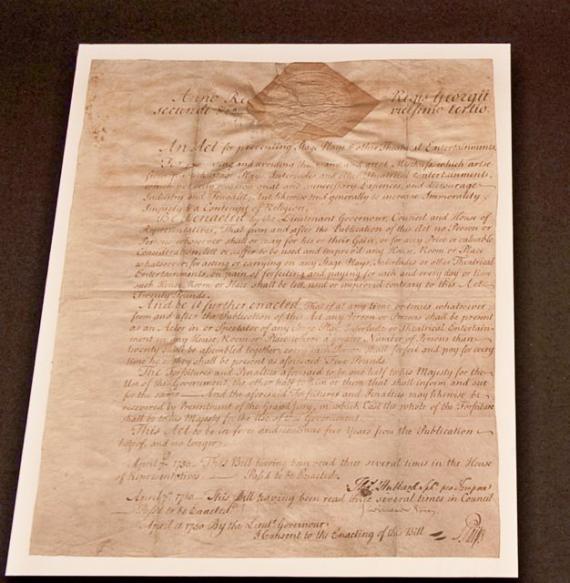 Anno Re Regis Georgii
secundi vicesimo tertio
An Act for preventing Stage Plays & other Theatrical Entertainments
For preventing and avoiding the many and great Mischiefs which arise
from publick Stage Plays, Interludes and other Theatrical Entertainments,
which not only occasion great and unnecessary Expences, and discourage
Industry and Frugality, but likewise tend generally to increase Immorality,
Impiety & a Contempt of Religion.
Be it enacted by the Lieutenant Governour, Council and House of
Representatives, That from and after the Publication of this Act no Person or
Persons whosoever shall or may for his or their Gain, or for any Price or valuable
Consideration, let or suffer to be used and improv'd any House, Room or Place
whatsoever for acting or carrying on any Stage Plays, Interludes or other Theatrical
Entertainments, on pain of forfeiting and paying for each and every day or time
such House, Room or Place shall be let, used or improved contrary to this Act
Twenty Pounds.
And be it further enacted, That if at any time or times whatsoever
from and after the Publication of this Act any Person or Persons shall be present
as an Actor in or Spectator of any Stage Play, Interlude or Theatrical Entertain-
ment in any House, Room or Place where a greater Number of Persons than
twenty shall be assembled together, every such Person shall forfeit and pay for every
time he or they shall be present as aforesaid Five Pounds.
The Forfeitures and Penalties aforesaid to be one half to his Majesty for the
Use of the Government, the other half to him or them that shall inform and sue
for the same And the aforesaid Forfeitures and Penalties may likewise be
recovered by Presentment of the Grand Jury, in which Case the whole of the Forfeiture
shall be to his Majesty for the Use of the Government.
This Act to be in force and continue five Years from the Publication
hereof, and no longer.
April 1750 This Bill having been read three several times in the House
of Representatives Pass'd to be Enacted.
Thos Hubbard Spkr pro Tempore
April 1750 This Bill having been read three several times in Council
Pass'd to be Enacted
April 1750 By the Lieut. Governour
I Consent to the Enacting of this Bill